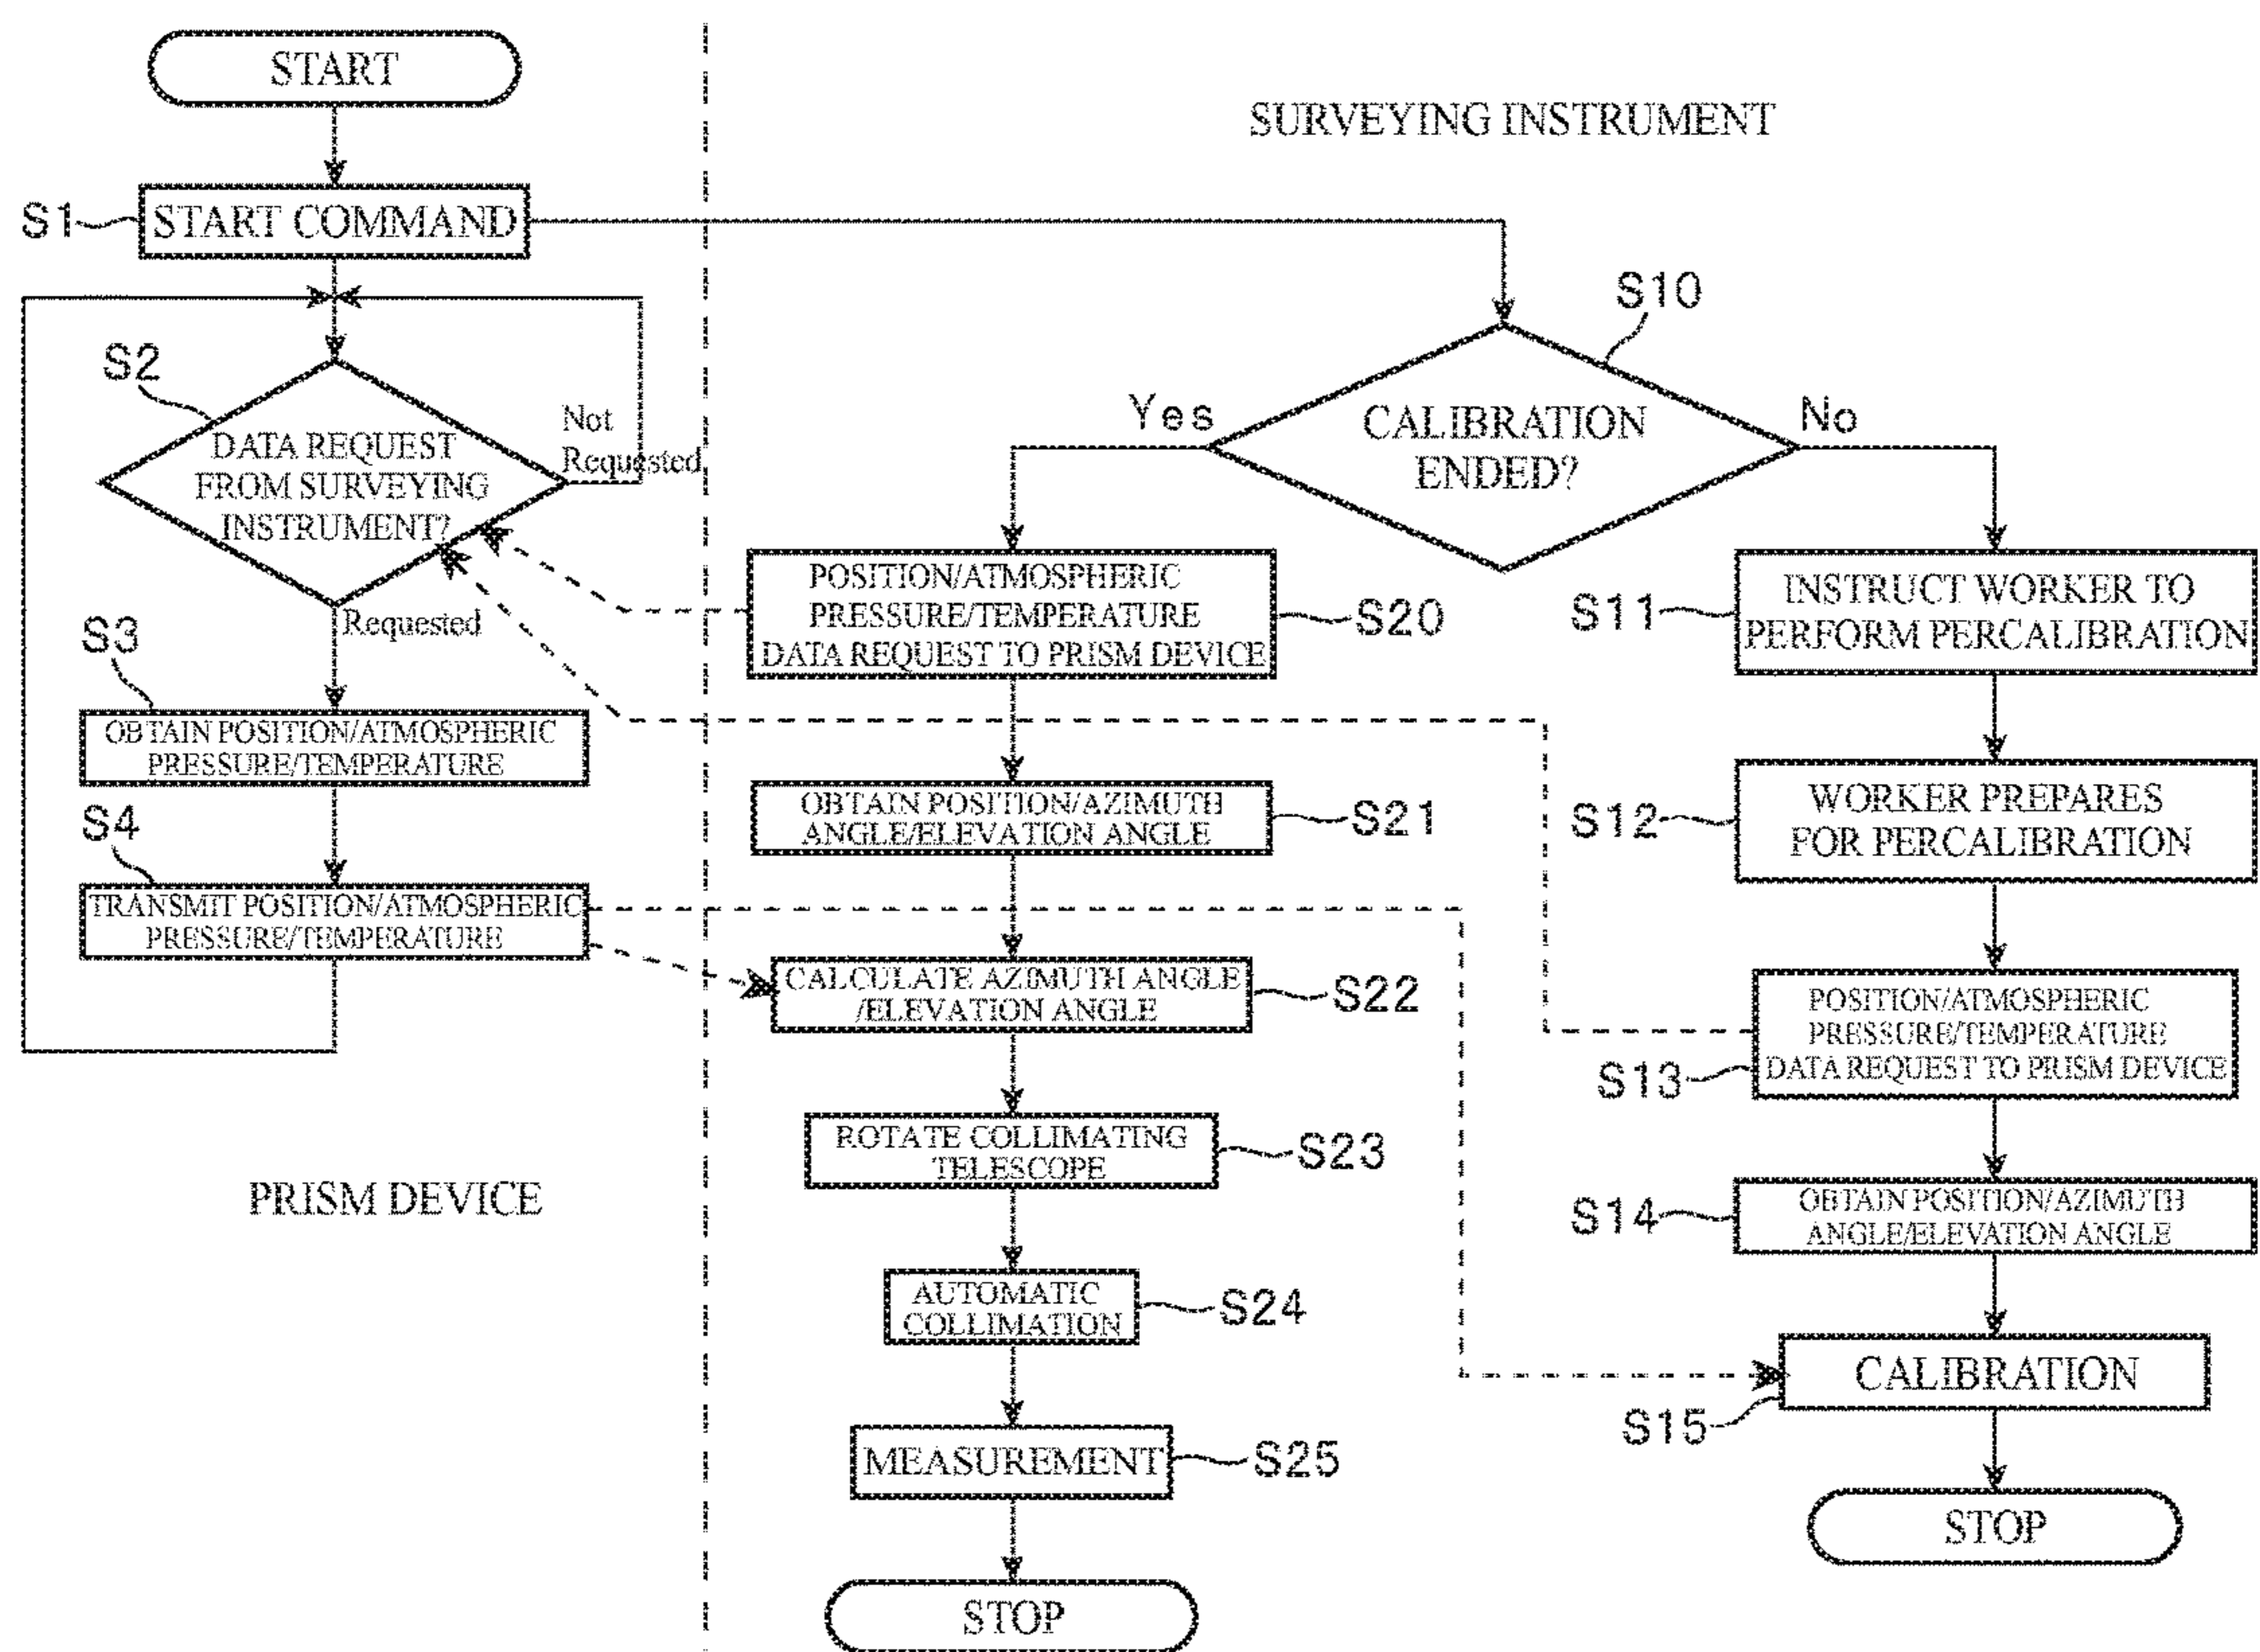 START
SURVEYING INSTRUMENT
S1
START COMMAND
S10
S2
Not
Requested
DATA REQUEST
FROM SURVEYING
INSTRUMENT?
Yes
CALIBRATION
ENDED?
No
Requested
S3
OBTAIN POSITION/ATMOSPHERIC
PRESSURE/TEMPERATURE
S4
TRANSMIT POSITION/ATMOSPHERIC
PRESSURE/TEMPERATURE
PRISM DEVICE
POSITION/ATMOSPHERIC
PRESSURE/TEMPERATURE
DATA REQUEST TO PRISM DEVICE
S20
OBTAIN POSITION/AZIMUTH
ANGLE/ELEVATION ANGLE
S21
CALCULATE AZIMUTH ANGLE
/ELEVATION ANGLE
S22
ROTATE COLLIMATING
TELESCOPE
S23
AUTOMATIC
COLLIMATION
S24
MEASUREMENT
S25
STOP
S11
INSTRUCT WORKER TO
PERFORM PERCALIBRATION
S12
WORKER PREPARES
FOR PERCALIBRATION
POSITION/ATMOSPHERIC
PRESSURE/TEMPERATURE
DATA REQUEST TO PRISM DEVICE
S13
S14
OBTAIN POSITION/AZIMUTH
ANGLE/ELEVATION ANGLE
CALIBRATION
S15
STOP